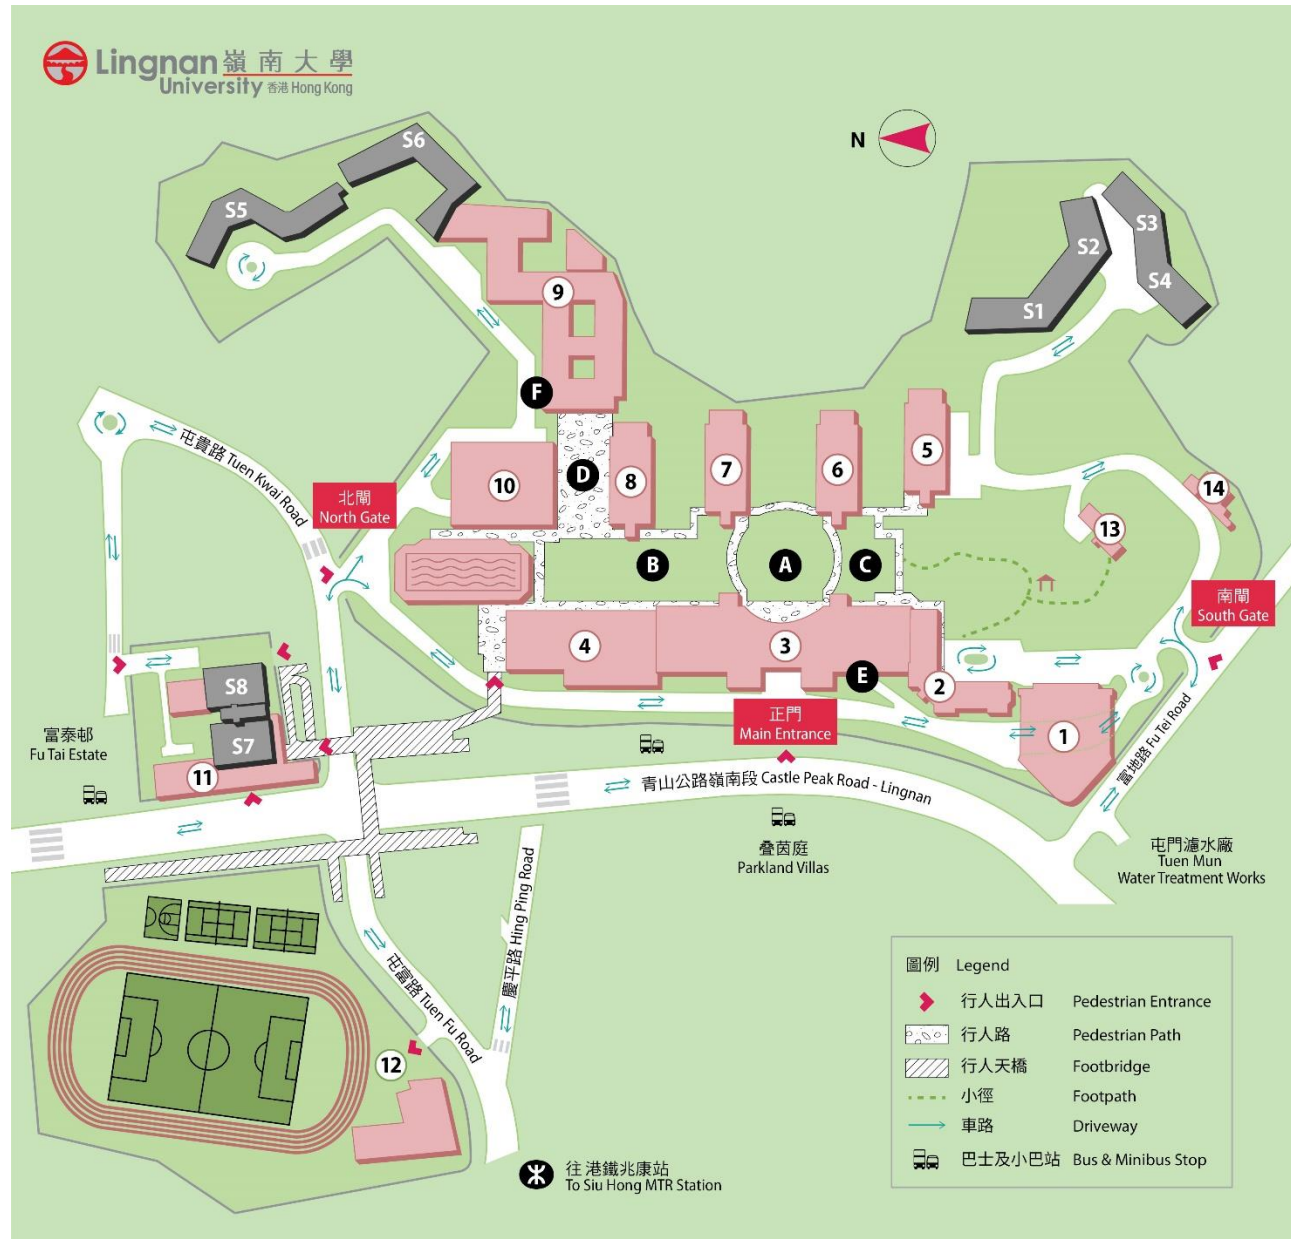 Lingnan 嶺南大學
University 香港 Hong Kong
N
S6
S5
S3
S2
S4
S1
9
F
5
7
6
8
10
D
14
13
屯貴路 Tuen Kwai Road
北閘
North Gate
B
A
C
南閘
South Gate
4
3
E
2
1
S8
S7
11
富泰邨
Fu Tai Estate
正門
Main Entrance
富地路 Fu Tei Road
青山公路嶺南段 Castle Peak Road - Lingnan
叠茵庭
Parkland Villas
屯門濾水廠
Tuen Mun
Water Treatment Works
慶平路 Hing Ping Road
屯富路 Tuen Fu Road
12
往 港鐵兆康站
To Siu Hong MTR Station
圖例 Legend
行人出入口 Pedestrian Entrance
行人路 Pedestrian Path
行人天橋 Footbridge
小徑 Footpath
車路 Driveway
巴士及小巴站 Bus & Minibus Stop